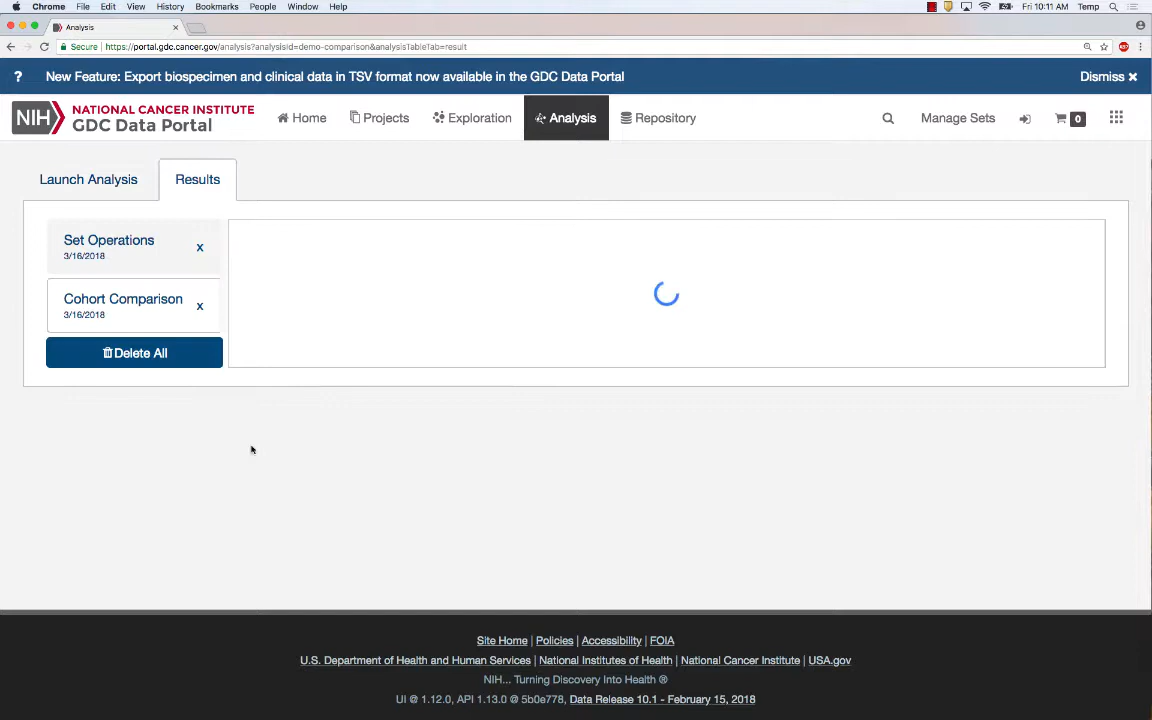 Chrome File Edit View History Bookmarks People Window Help Fri 10:11 AM Temp
Analysis
Secure https://portal.gdc.cancer.gov/analysis?analysisId=demo-comparison&analysisTableTab=result
? New Feature: Export biospecimen and clinical data in TSV format now available in the GDC Data Portal Dismiss ×
NIH NATIONAL CANCER INSTITUTE
GDC Data Portal
Home Projects Exploration Analysis Repository Manage Sets 0
Launch Analysis Results
Set Operations x
3/16/2018
Cohort Comparison x
3/16/2018
Delete All
Site Home | Policies | Accessibility | FOIA
U.S. Department of Health and Human Services | National Institutes of Health | National Cancer Institute | USA.gov
NIH... Turning Discovery Into Health ®
UI @ 1.12.0, API 1.13.0 @ 5b0e778, Data Release 10.1 - February 15, 2018